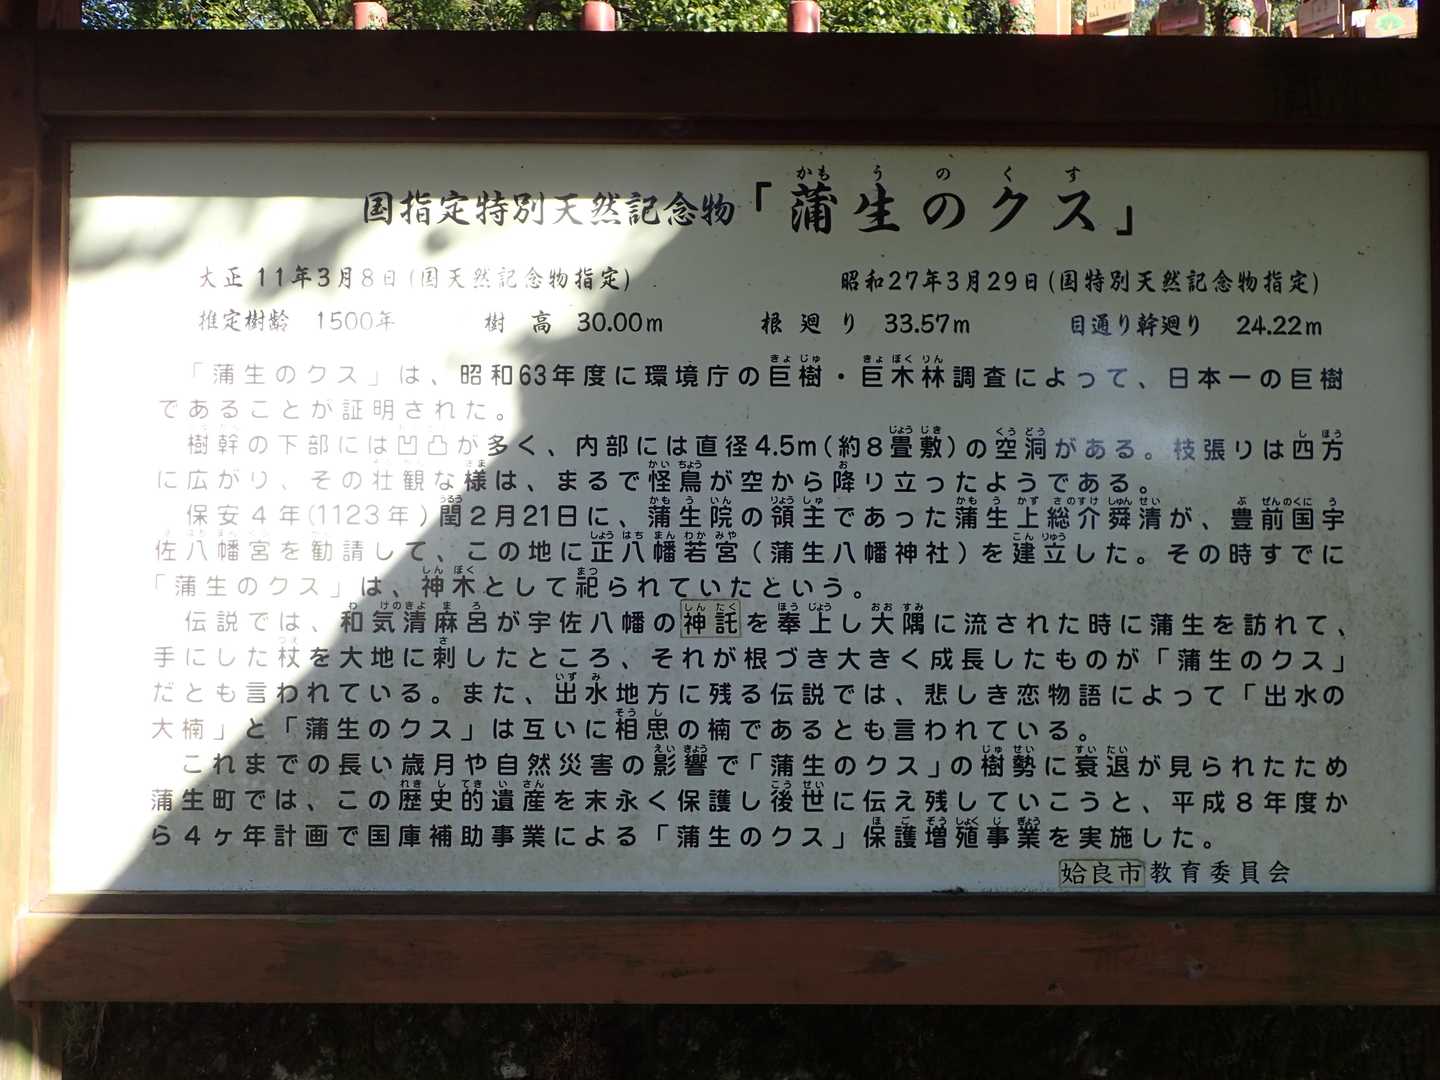 国指定特別天然記念物「蒲生のクス」
大正11年3月8日(国天然記念物指定) 昭和27年3月29日(国特別天然記念物指定)
推定樹齢 1500年 樹高 30.00m 根廻り 33.57m 目通り幹廻り 24.22m
「蒲生のクス」は、昭和63年度に環境庁の巨樹・巨木林調査によって、日本一の巨樹
であることが証明された。
樹幹の下部には凹凸が多く、内部には直径4.5m(約8畳敷)の空洞がある。枝張りは四方
に広がり、その壮観な様は、まるで怪鳥が空から降り立ったようである。
保安4年(1123年)閏2月21日に、蒲生院の領主であった蒲生上総介舜清が、豊前国宇
佐八幡宮を勧請して、この地に正八幡若宮(蒲生八幡神社)を建立した。その時すでに
「蒲生のクス」は、神木として祀られていたという。
伝説では、和気清麻呂が宇佐八幡の神託を奉上し大隅に流された時に蒲生を訪れて、
手にした杖を大地に刺したところ、それが根づき大きく成長したものが「蒲生のクス」
だとも言われている。また、出水地方に残る伝説では、悲しき恋物語によって「出水の
大楠」と「蒲生のクス」は互いに相思の楠であるとも言われている。
これまでの長い歳月や自然災害の影響で「蒲生のクス」の樹勢に衰退が見られたため
蒲生町では、この歴史的遺産を末永く保護し後世に伝え残していこうと、平成8年度か
ら4ヶ年計画で国庫補助事業による「蒲生のクス」保護増殖事業を実施した。
姶良市教育委員会